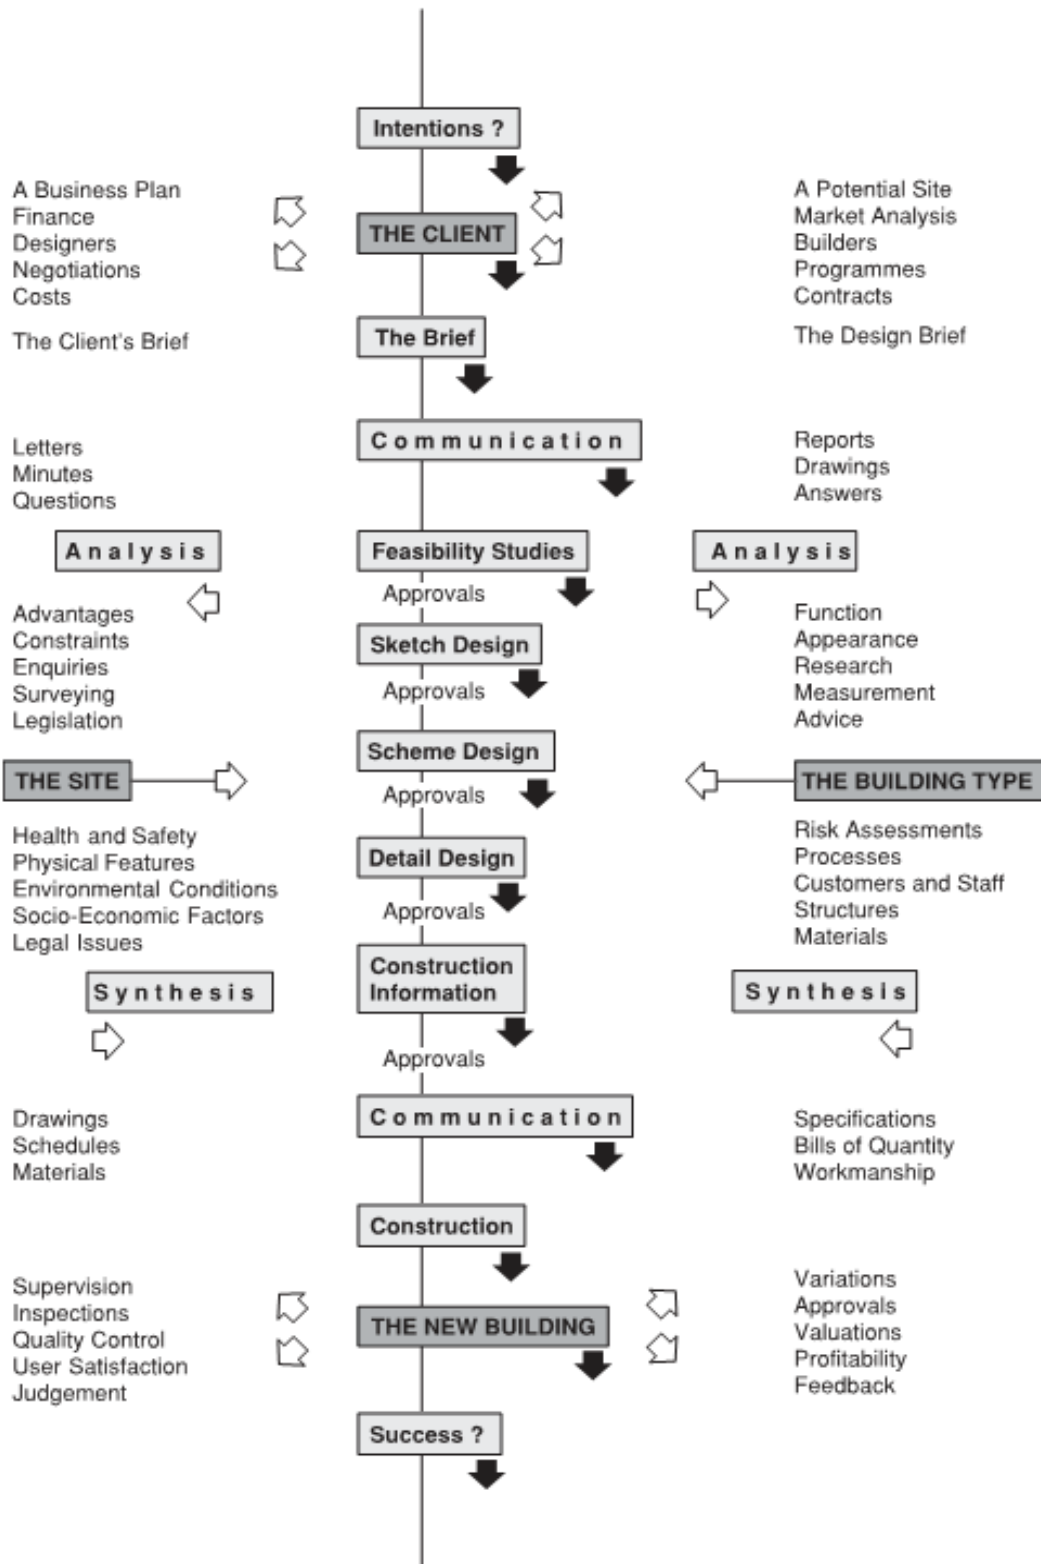 Intentions ?
A Business Plan
Finance
Designers
Negotiations
Costs
THE CLIENT
A Potential Site
Market Analysis
Builders
Programmes
Contracts
The Client's Brief
The Brief
The Design Brief
Letters
Minutes
Questions
Communication
Reports
Drawings
Answers
Analysis
Feasibility Studies
Analysis
Approvals
Advantages
Constraints
Enquiries
Surveying
Legislation
Sketch Design
Approvals
Function
Appearance
Research
Measurement
Advice
Scheme Design
THE SITE
Approvals
THE BUILDING TYPE
Health and Safety
Physical Features
Environmental Conditions
Socio-Economic Factors
Legal Issues
Detail Design
Approvals
Risk Assessments
Processes
Customers and Staff
Structures
Materials
Synthesis
Construction
Information
Synthesis
Approvals
Drawings
Schedules
Materials
Communication
Specifications
Bills of Quantity
Workmanship
Construction
Supervision
Inspections
Quality Control
User Satisfaction
Judgement
THE NEW BUILDING
Variations
Approvals
Valuations
Profitability
Feedback
Success ?